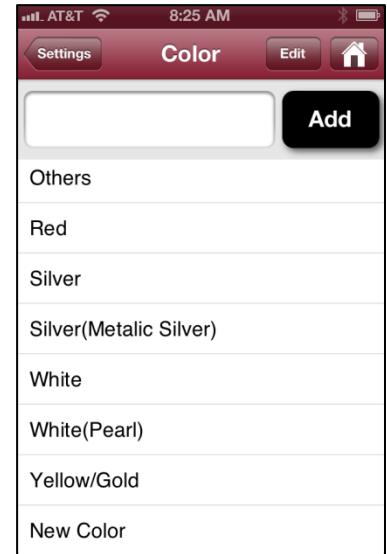 AT&T 8:25 AM
Settings Color Edit
Add
Others
Red
Silver
Silver(Metalic Silver)
White
White(Pearl)
Yellow/Gold
New Color